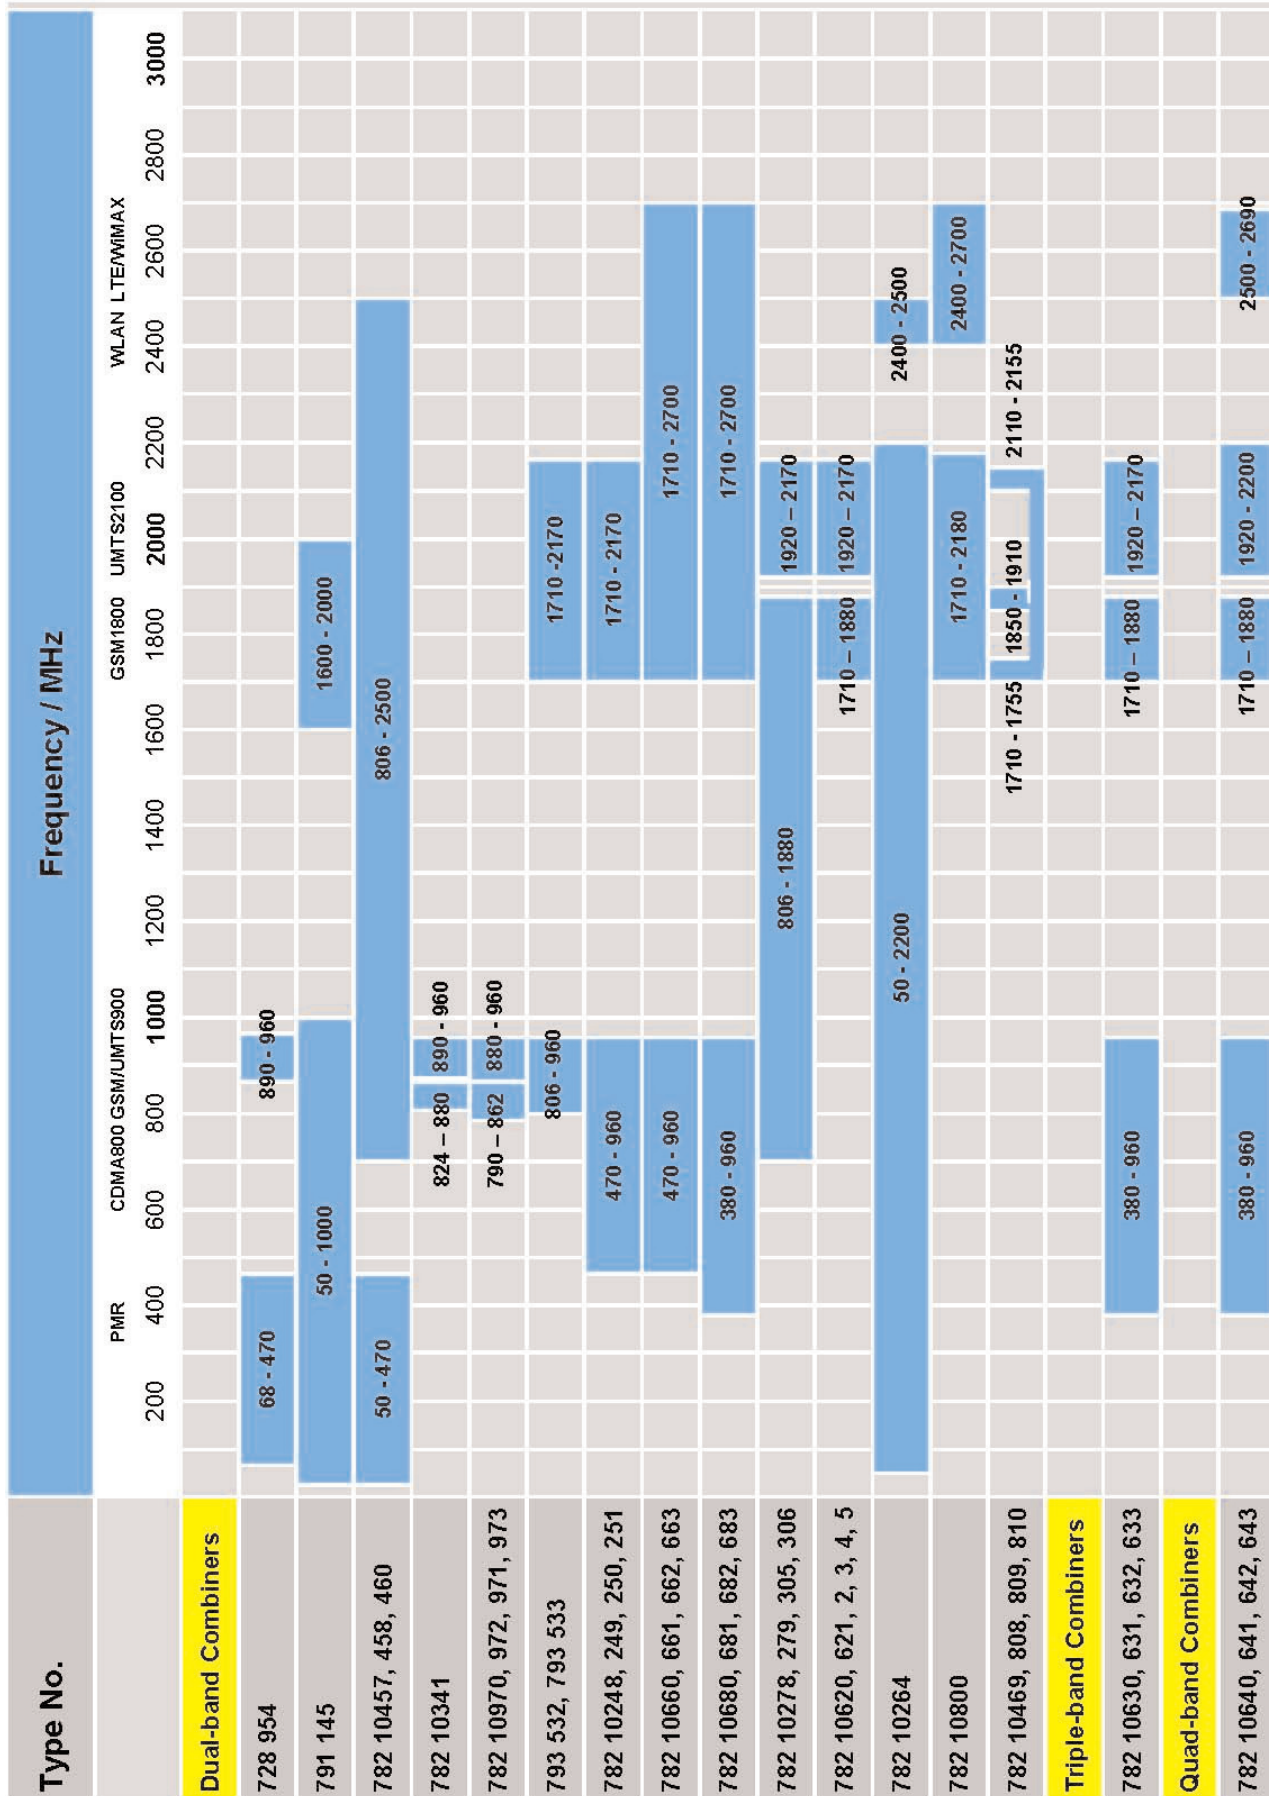 Type No.
Frequency / MHz
PMR
CDMA800 GSM/UMTS900
GSM1800
UMTS2100
WLAN LTE/WiMAX
200
400
600
800
1000
1200
1400
1600
1800
2000
2200
2400
2600
2800
3000
Dual-band Combiners
728 954
68 - 470
890 - 960
791 145
50 - 1000
1600 - 2000
782 10457, 458, 460
50 - 470
806 - 2500
782 10341
824 – 880
890 - 960
782 10970, 972, 971, 973
790 – 862
880 - 960
793 532, 793 533
806 - 960
1710 -2170
782 10248, 249, 250, 251
470 - 960
1710 - 2170
782 10660, 661, 662, 663
470 - 960
1710 - 2700
782 10680, 681, 682, 683
380 - 960
1710 - 2700
782 10278, 279, 305, 306
806 - 1880
1920 – 2170
782 10620, 621, 2, 3, 4, 5
1710 – 1880
1920 – 2170
782 10264
50 - 2200
2400 - 2500
782 10800
1710 - 2180
2400 - 2700
782 10469, 808, 809, 810
1710 - 1755
1850 - 1910
2110 - 2155
Triple-band Combiners
782 10630, 631, 632, 633
380 - 960
1710 – 1880
1920 – 2170
Quad-band Combiners
782 10640, 641, 642, 643
380 - 960
1710 – 1880
1920 - 2200
2500 - 2690